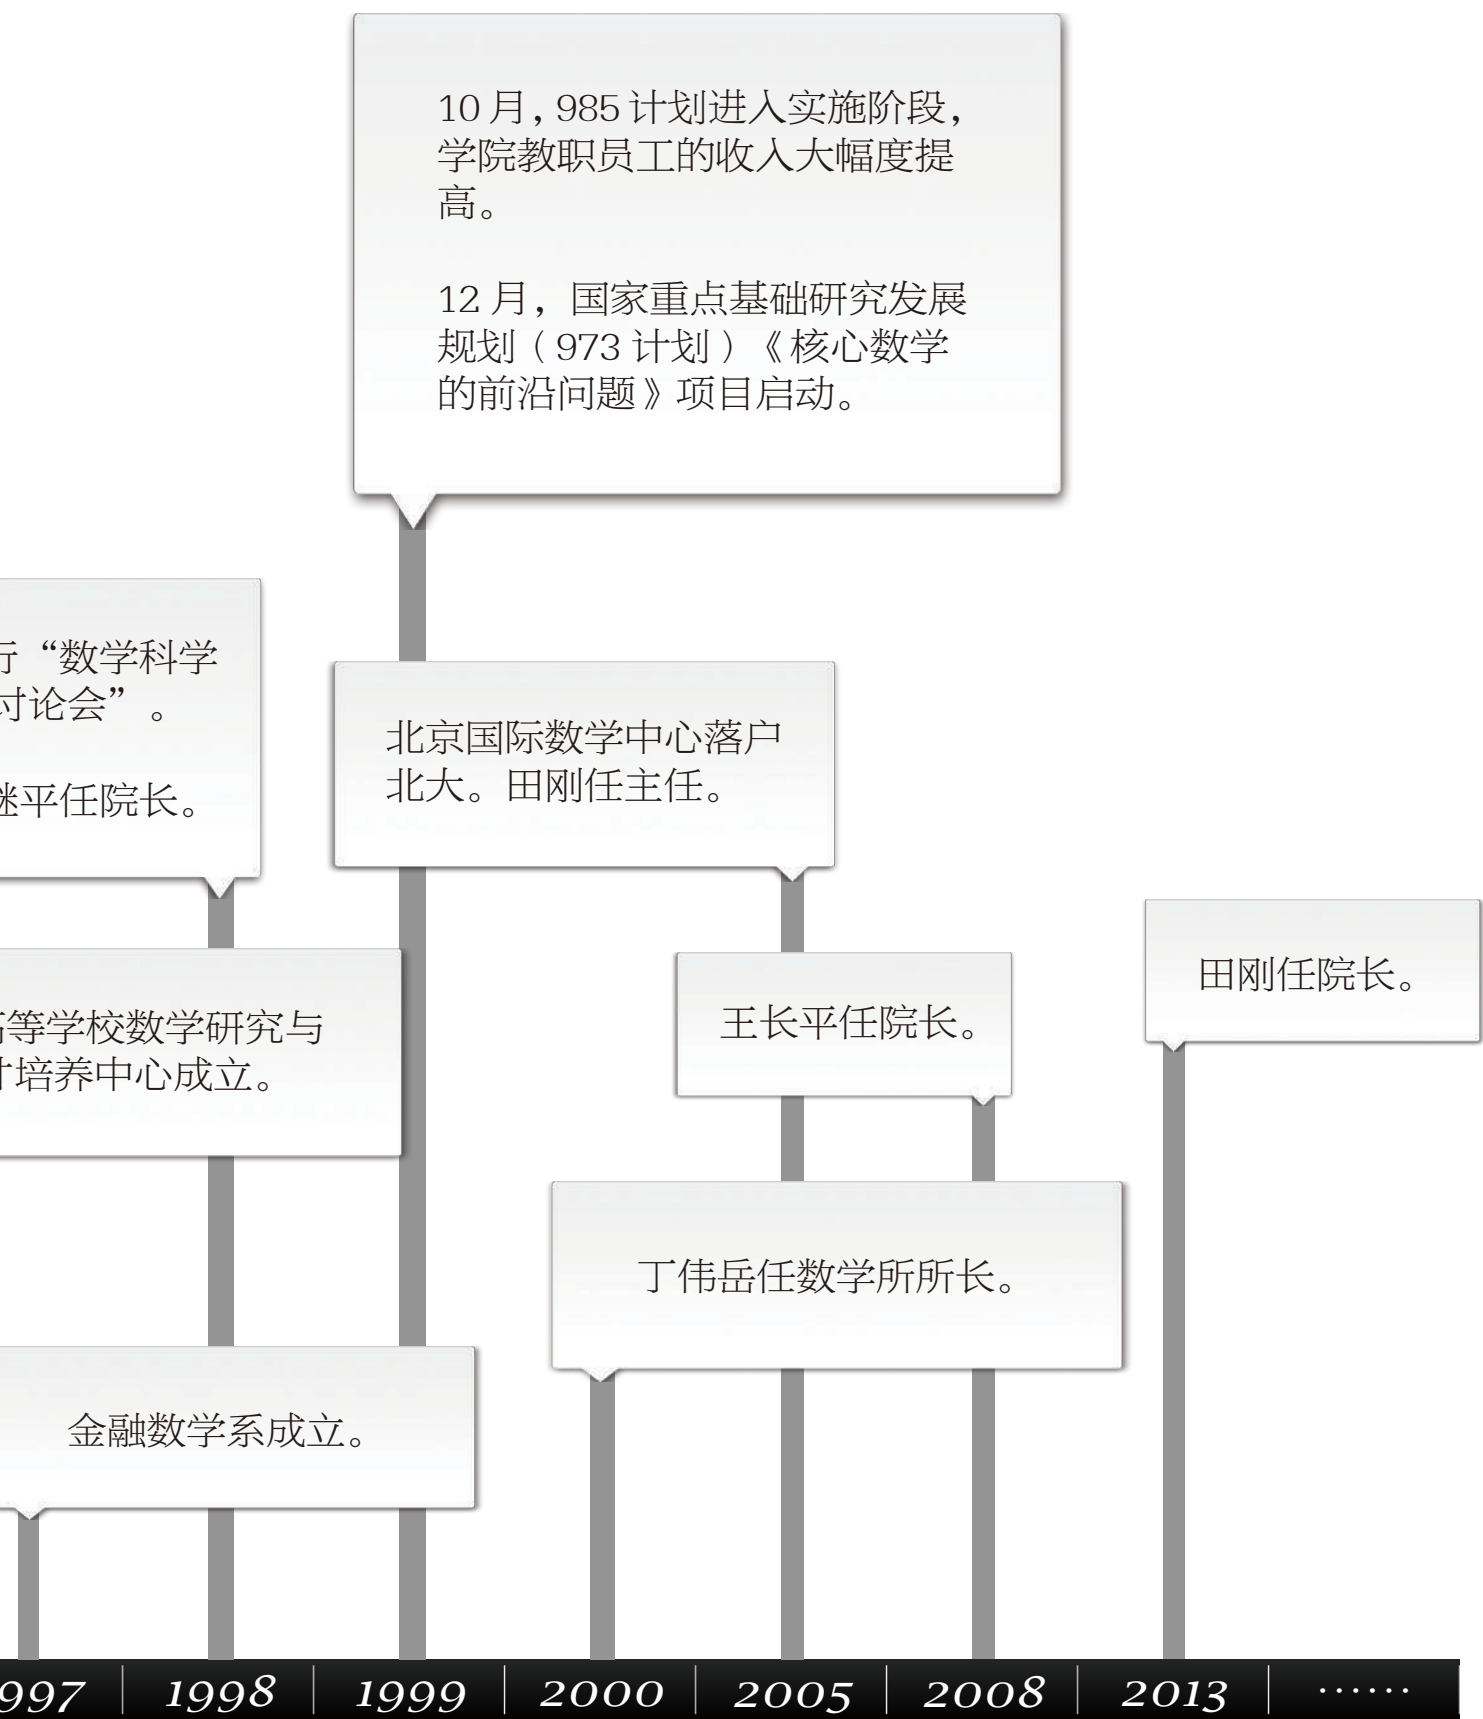 10 月，985 计划进入实施阶段，
学院教职员工的收入大幅度提
高。
12 月，国家重点基础研究发展
规划（973 计划）《核心数学
的前沿问题》项目启动。
行“数学科学
讨论会”。
平任院长。
北京国际数学中心落户
北大。田刚任主任。
田刚任院长。
王长平任院长。
高等学校数学研究与
培养中心成立。
丁伟岳任数学所所长。
金融数学系成立。
997
1998
1999
2000
2005
2008
2013
……